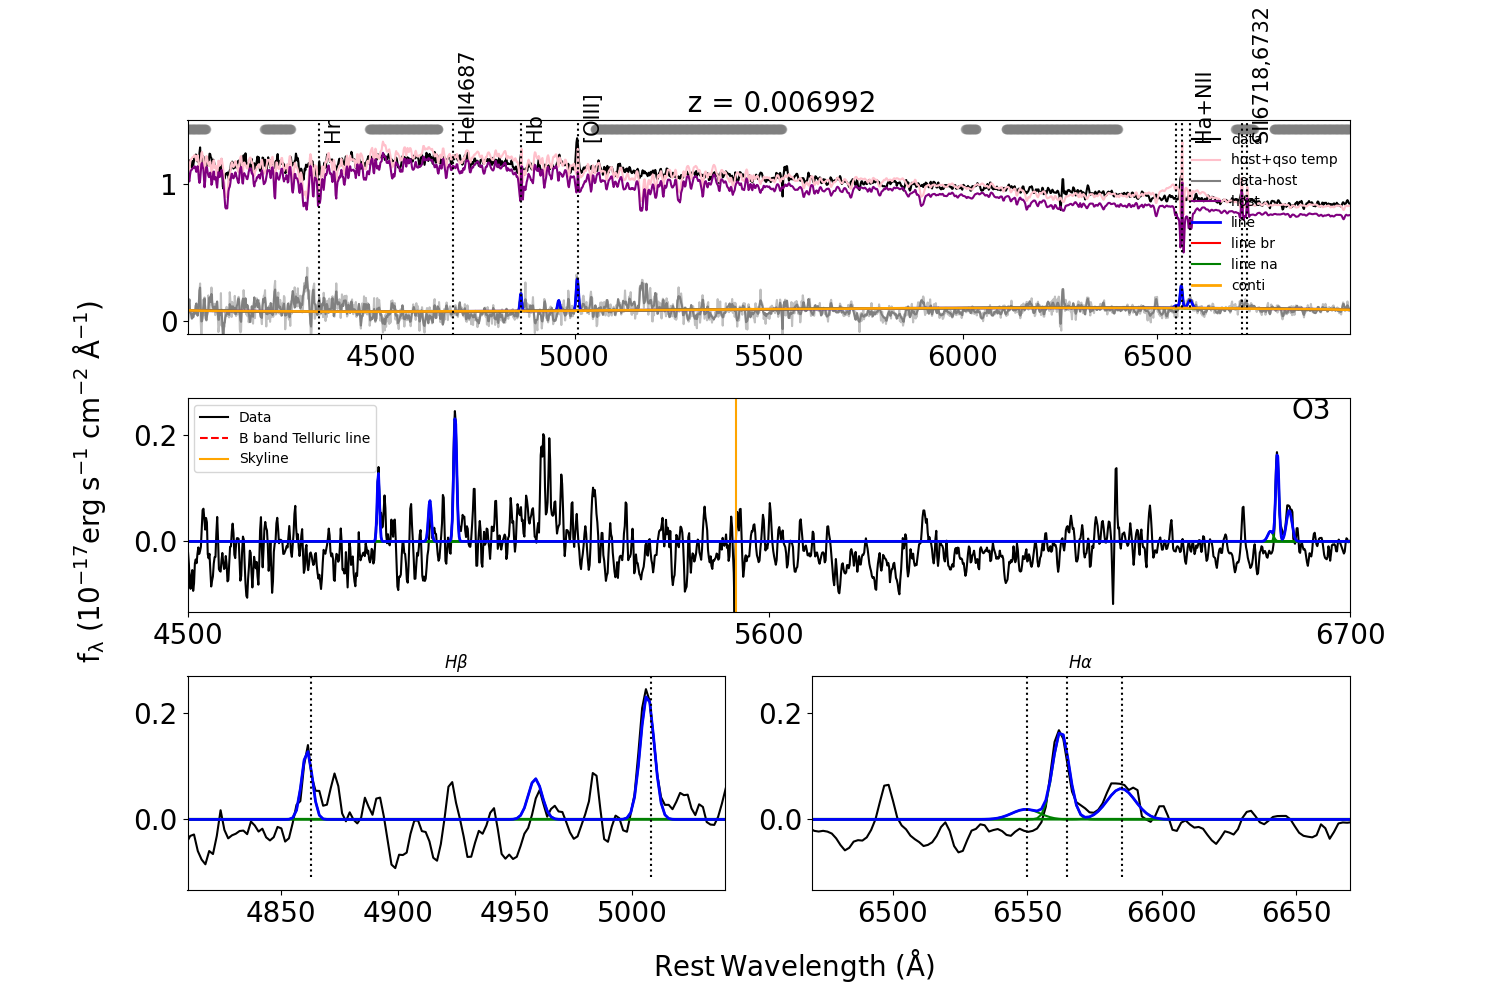 z = 0.006992
Hr
HeII4687
Hb
[OIII]
Ha+NII
SII6718,6732
data
host+qso temp
data-host
host
line
line br
line na
conti
1
0
4500 5000 5500 6000 6500
fλ (10⁻¹⁷erg s⁻¹ cm⁻² Å⁻¹)
Data
B band Telluric line
Skyline
O3
0.2
0.0
4500 5600 6700
Hβ
0.2
0.0
4850 4900 4950 5000
Hα
0.2
0.0
6500 6550 6600 6650
Rest Wavelength (Å)